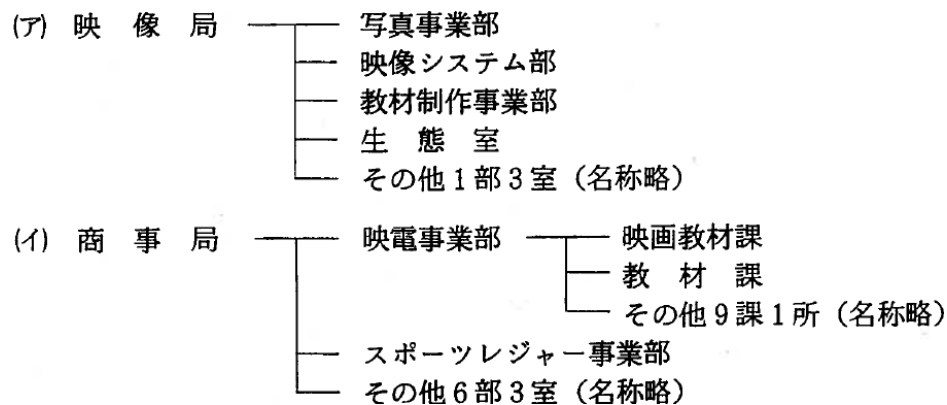 (ア) 映像局 写真事業部
映像システム部
教材制作事業部
生態室
その他1部3室（名称略）
(イ) 商事局 映電事業部 映画教材課
教材課
その他9課1所（名称略）
スポーツレジャー事業部
その他6部3室（名称略）